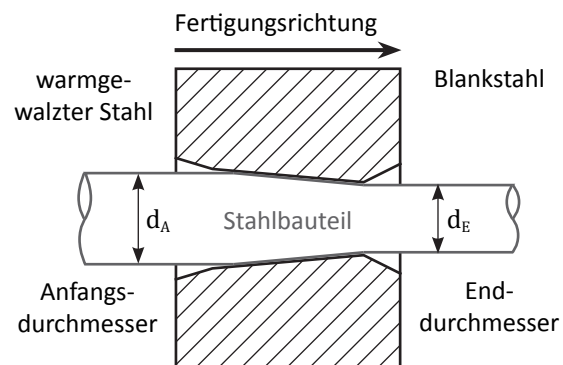 Fertigungsrichtung
warmge-
walzter Stahl
Blankstahl
d_A
Stahlbauteil
d_E
Anfangs-
durchmesser
End-
durchmesser